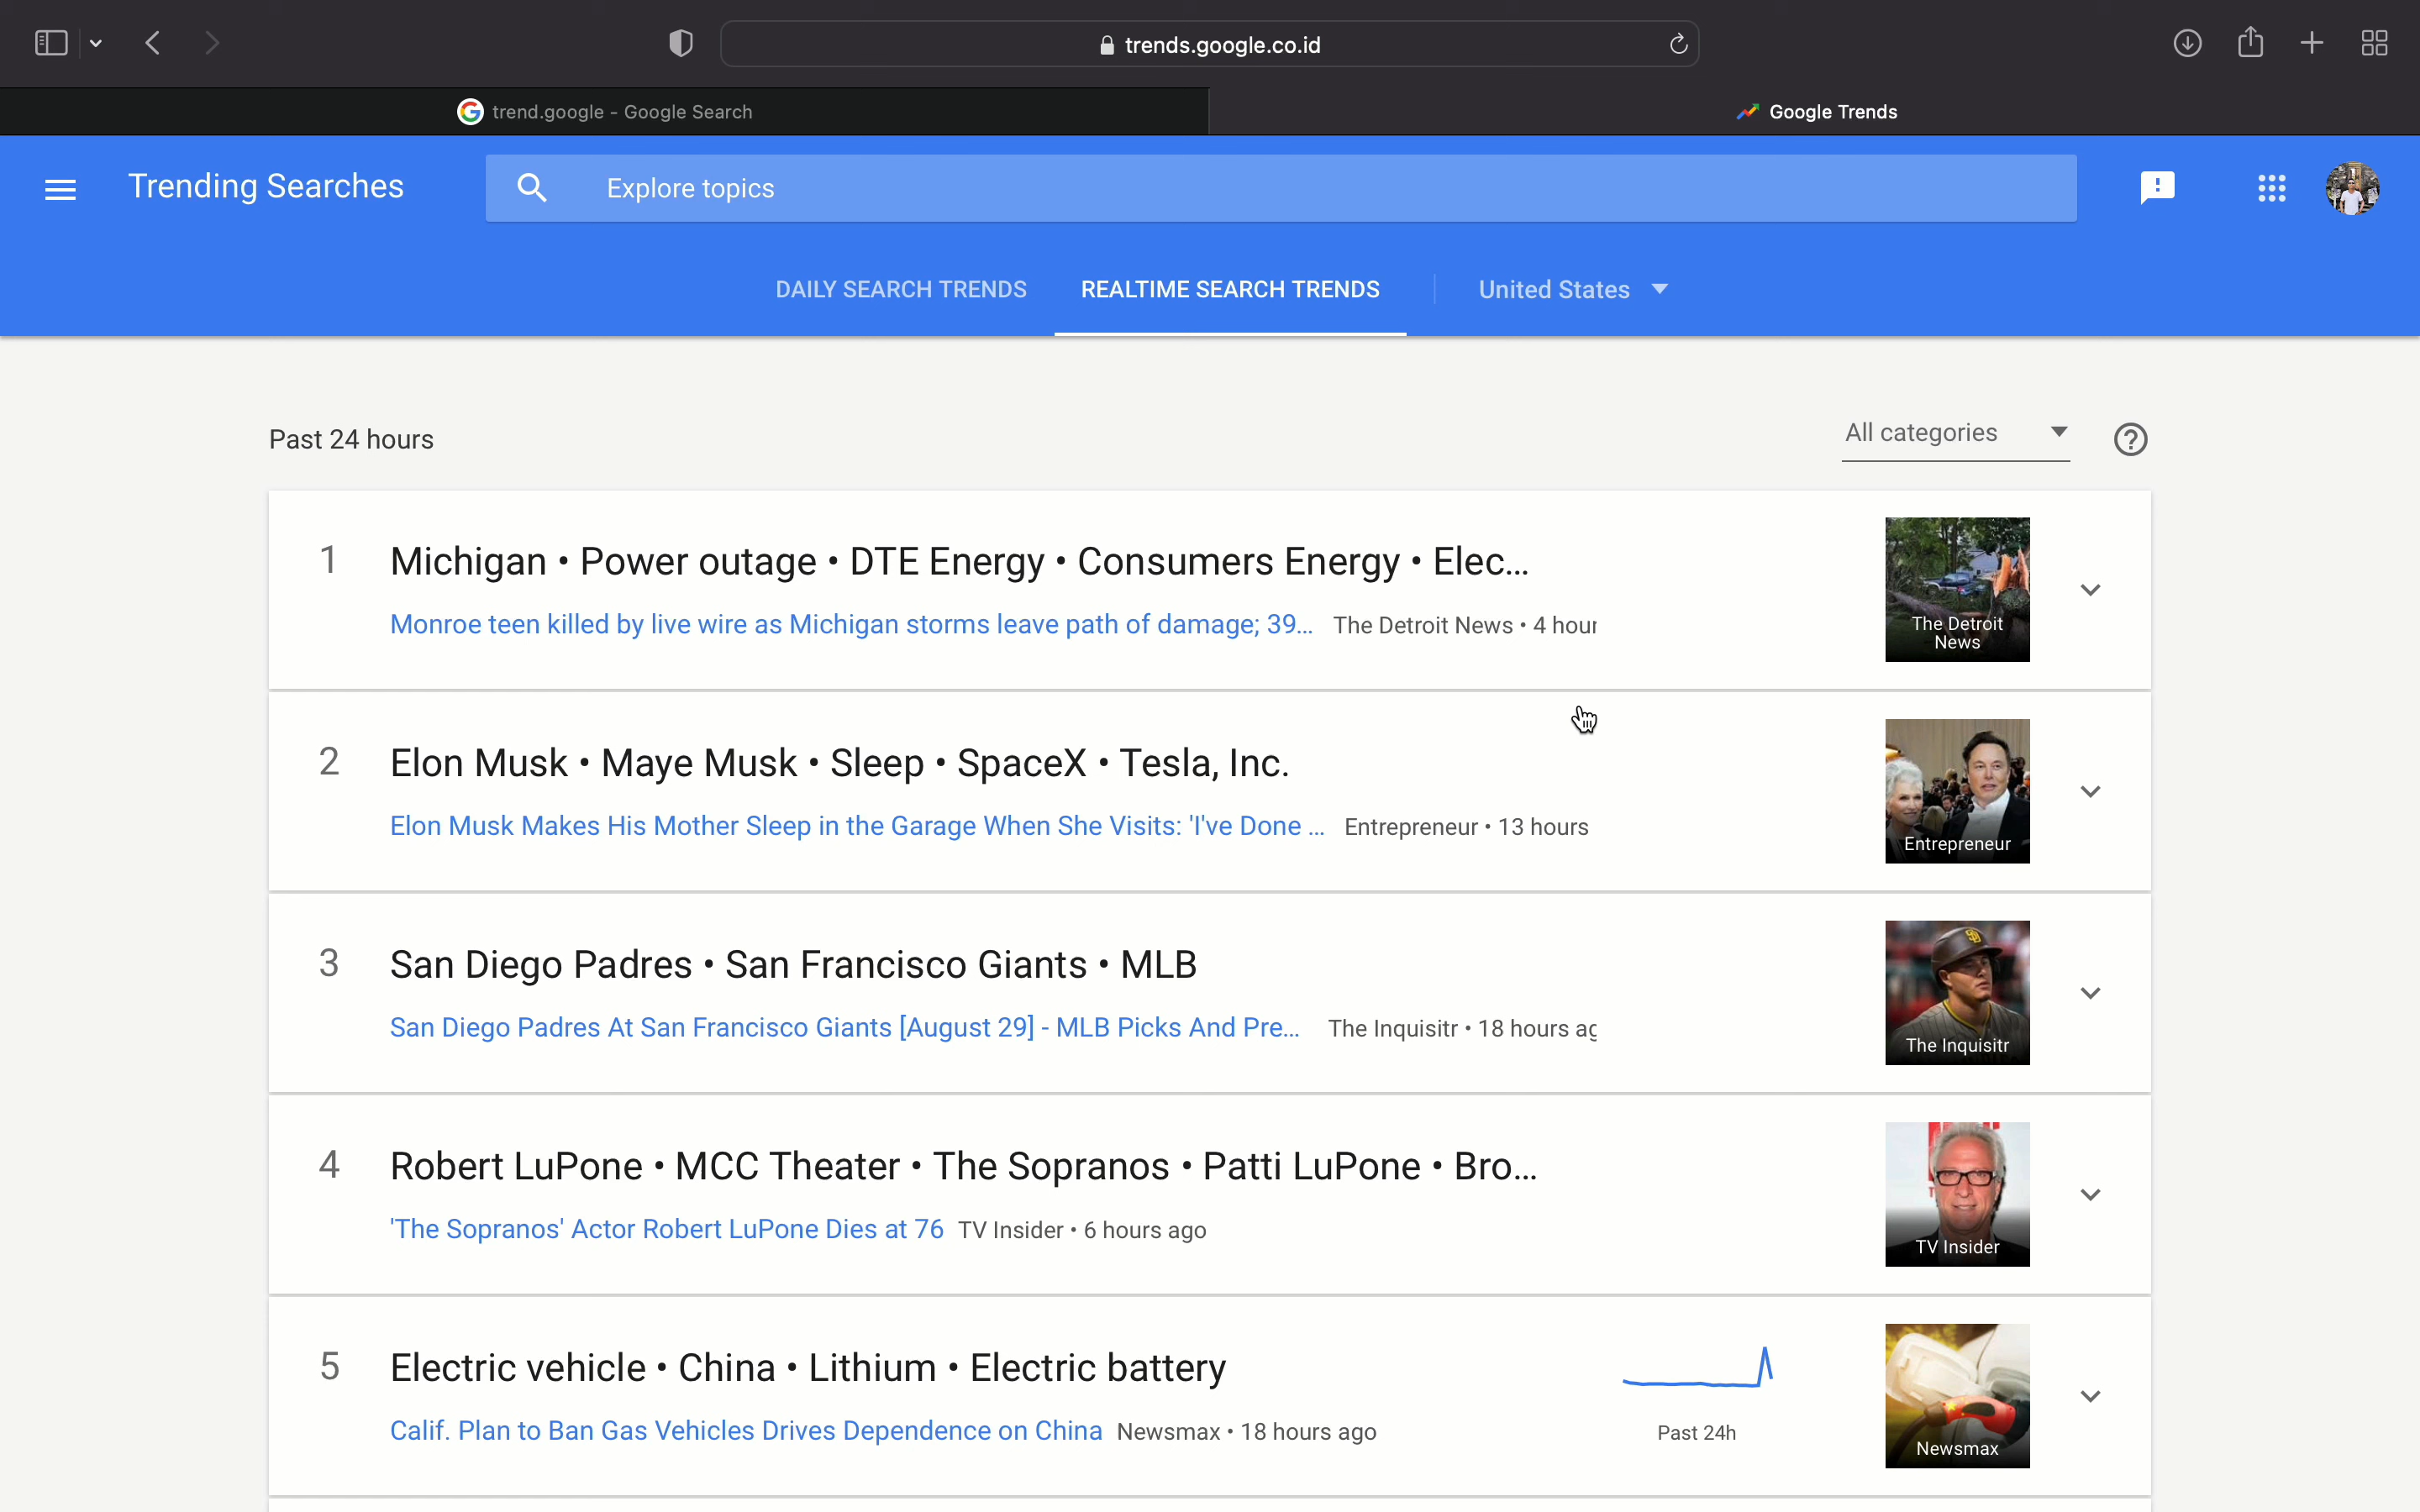 trends.google.co.id
trend.google - Google Search
Google Trends
Trending Searches
Explore topics
DAILY SEARCH TRENDS
REALTIME SEARCH TRENDS
United States
Past 24 hours
All categories
1
Michigan • Power outage • DTE Energy • Consumers Energy • Elec...
Monroe teen killed by live wire as Michigan storms leave path of damage; 39... The Detroit News • 4 hour
The Detroit
News
2
Elon Musk • Maye Musk • Sleep • SpaceX • Tesla, Inc.
Elon Musk Makes His Mother Sleep in the Garage When She Visits: 'I've Done ... Entrepreneur • 13 hours
Entrepreneur
3
San Diego Padres • San Francisco Giants • MLB
San Diego Padres At San Francisco Giants [August 29] - MLB Picks And Pre... The Inquisitr • 18 hours ag
The Inquisitr
4
Robert LuPone • MCC Theater • The Sopranos • Patti LuPone • Bro...
'The Sopranos' Actor Robert LuPone Dies at 76 TV Insider • 6 hours ago
TV Insider
5
Electric vehicle • China • Lithium • Electric battery
Calif. Plan to Ban Gas Vehicles Drives Dependence on China Newsmax • 18 hours ago
Past 24h
Newsmax